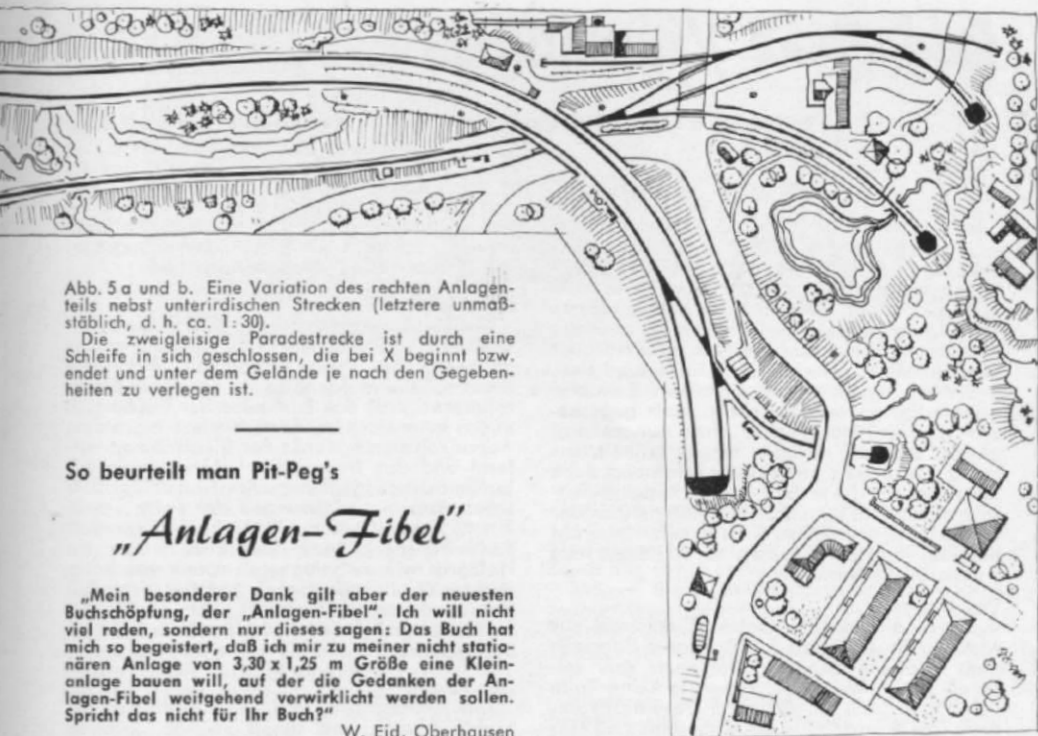 Abb. 5 a und b. Eine Variation des rechten Anlagen-
teils nebst unterirdischen Strecken (letztere unmaß-
stäblich, d. h. ca. 1:30).
Die zweigleisige Paradestrecke ist durch eine
Schleife in sich geschlossen, die bei X beginnt bzw.
endet und unter dem Gelände je nach den Gegeben-
heiten zu verlegen ist.
So beurteilt man Pit-Peg's
„Anlagen-Fibel"
„Mein besonderer Dank gilt aber der neuesten
Buchschöpfung, der „Anlagen-Fibel". Ich will nicht
viel reden, sondern nur dieses sagen: Das Buch hat
mich so begeistert, daß ich mir zu meiner nicht statio-
nären Anlage von 3,30 x 1,25 m Größe eine Klein-
anlage bauen will, auf der die Gedanken der An-
lagen-Fibel weitgehend verwirklicht werden sollen.
Spricht das nicht für Ihr Buch?"
W. Eid, Oberhausen